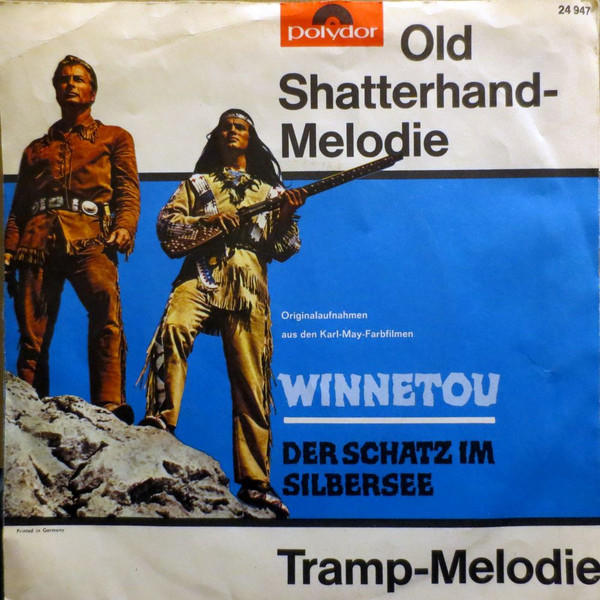 polydor
24 947
Old
Shatterhand-
Melodie
Originalaufnahmen
aus den Karl-May-Farbfilmen
WINNETOU
DER SCHATZ IM
SILBERSEE
Printed in Germany
Tramp-Melodie